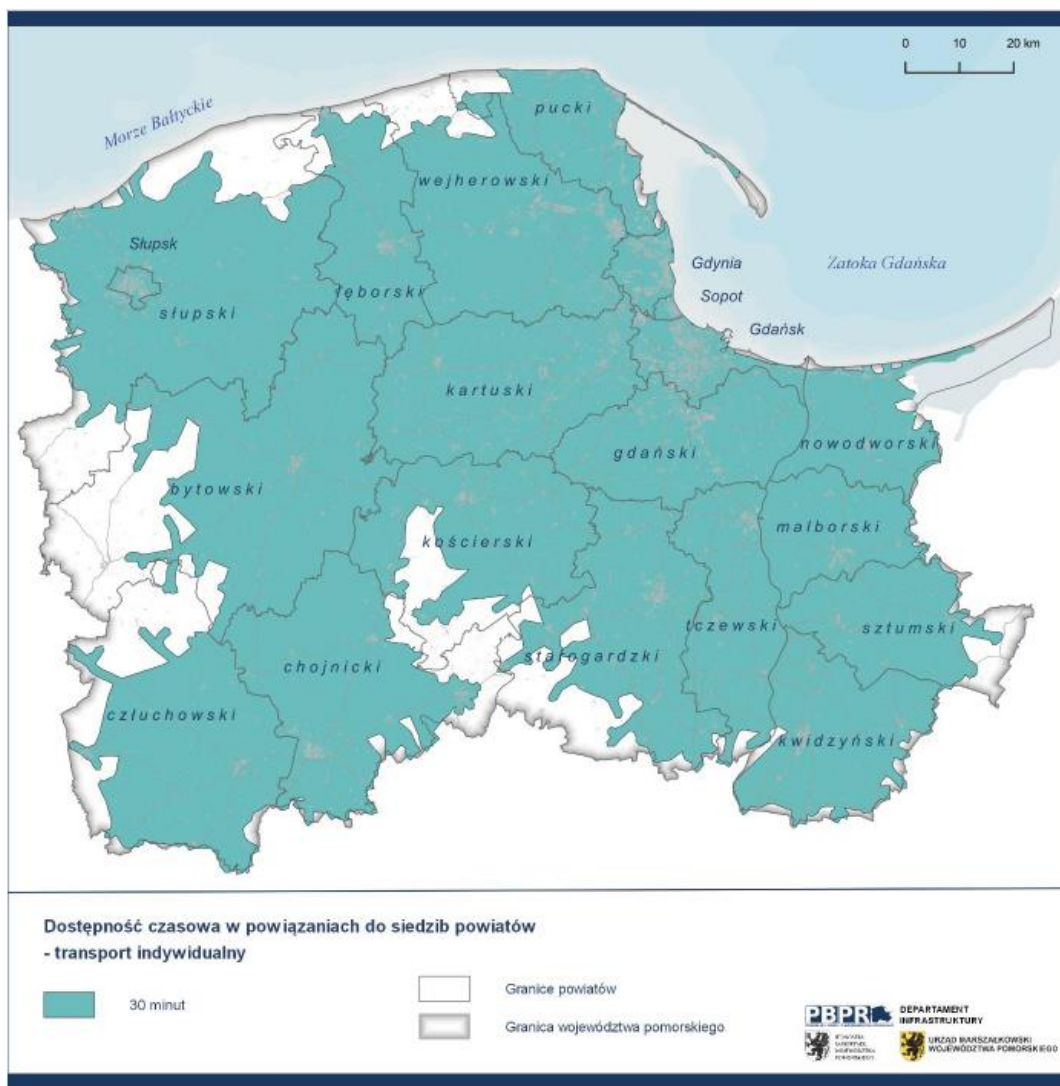 0 10 20 km
Morze Bałtyckie
pucki
wejherowski
Słupsk
Gdynia
Zatoka Gdańska
Sopot
łęborski
słupski
Gdańsk
kartuski
gdański
nowodworski
bytowski
malborski
kościerski
tczewski
sztumski
chojnicki
starogardzki
człuchowski
kwidzyński
Dostępność czasowa w powiązaniach do siedzib powiatów
- transport indywidualny
30 minut
Granice powiatów
Granica województwa pomorskiego
PBPR
DEPARTAMENT
INFRASTRUKTURY
URZĄD MARSZAŁKOWSKI
WOJEWÓDZTWA POMORSKIEGO